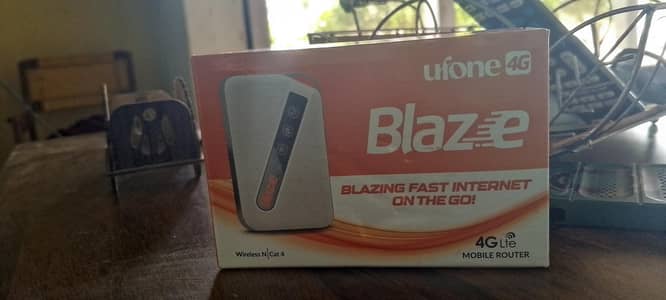 ufone 4G
Blaze
BLAZING FAST INTERNET
ON THE GO!
4G Lte
MOBILE ROUTER
Wireless N|Cat 4